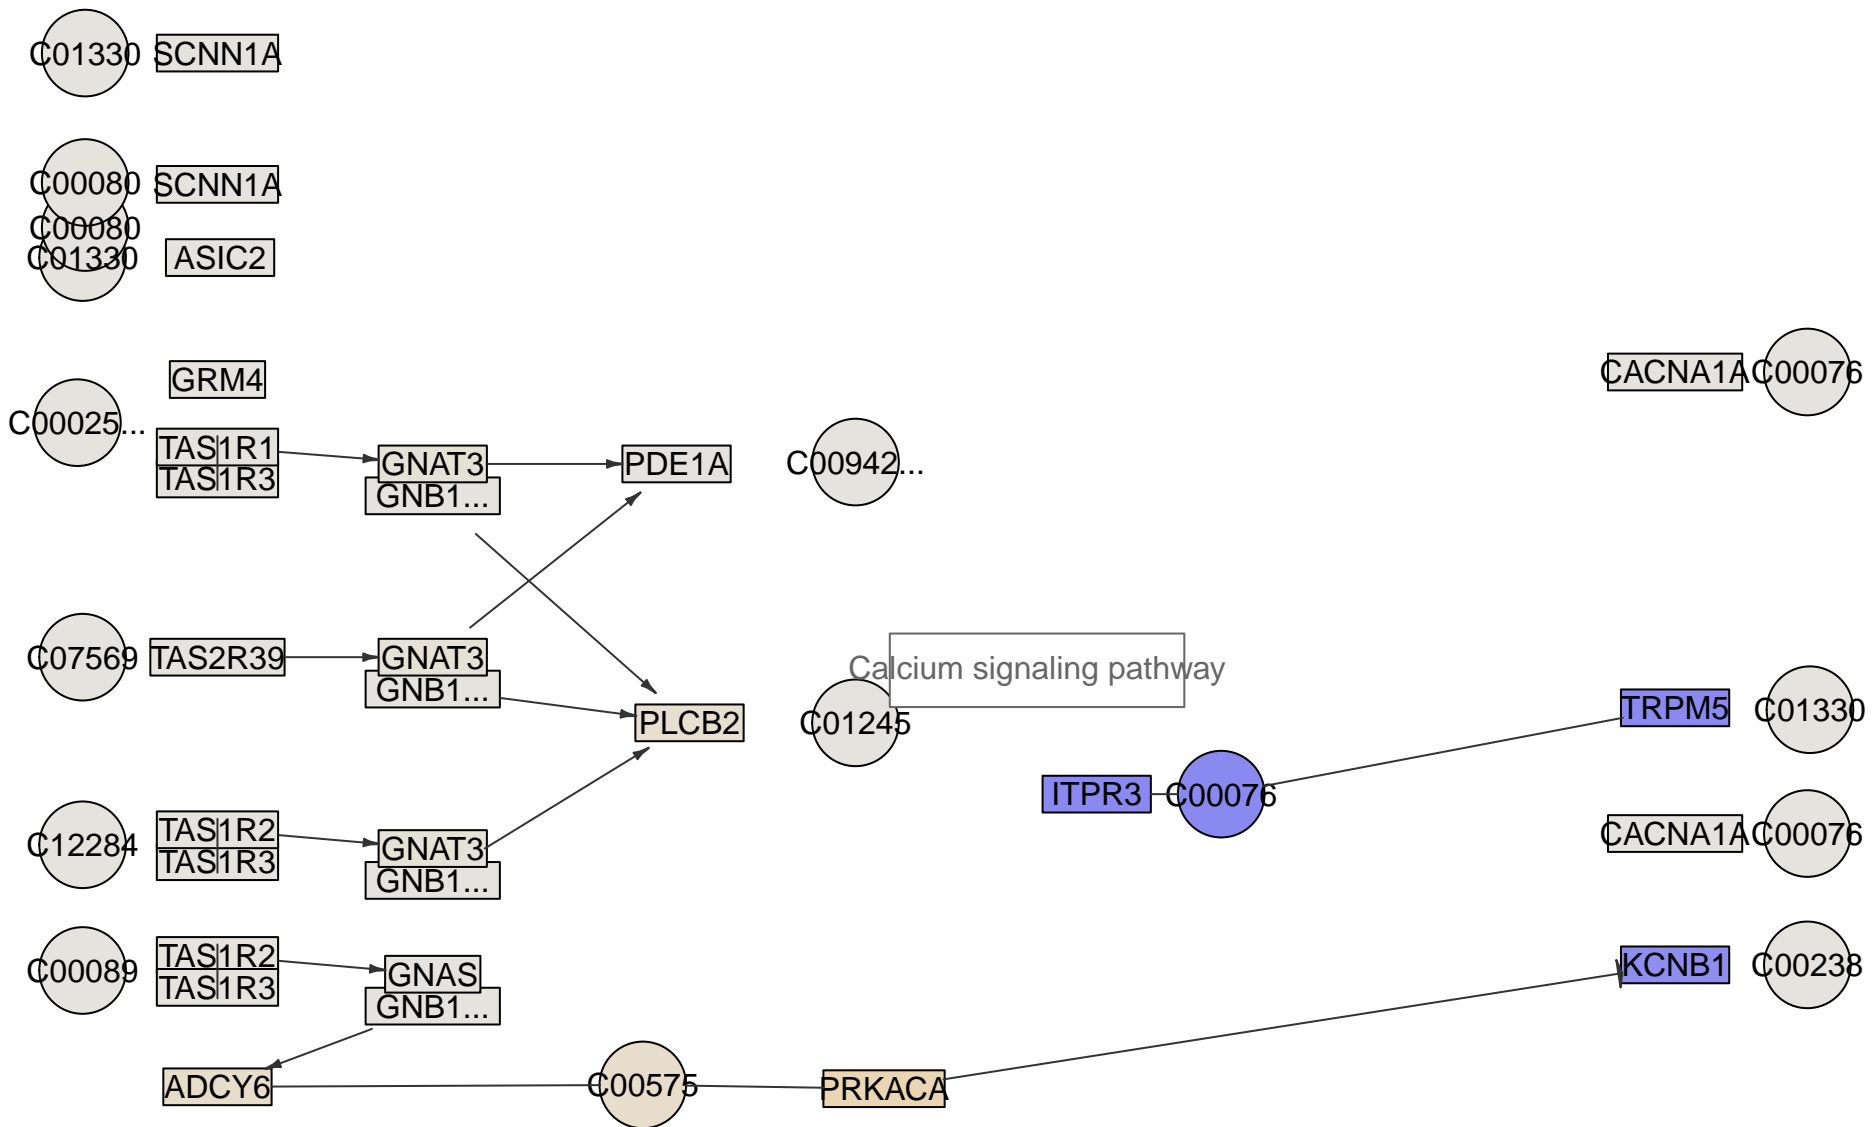 C01330 SCNN1A
C00080 SCNN1A
C00080
C01330 ASIC2
GRM4
CACNA1A C00076
C00025...
TAS1R1
TAS1R3
GNAT3
GNB1...
PDE1A
C00942...
C07569 TAS2R39
GNAT3
GNB1...
Calcium signaling pathway
PLCB2
C01245
TRPM5 C01330
ITPR3 C00076
C12284
TAS1R2
TAS1R3
GNAT3
GNB1...
CACNA1A C00076
C00089
TAS1R2
TAS1R3
GNAS
GNB1...
KCNB1 C00238
ADCY6 C00575 PRKACA